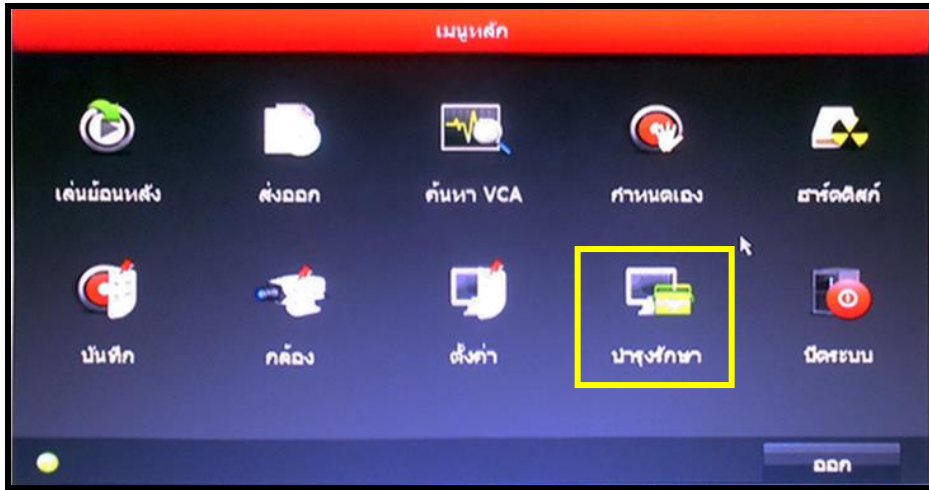 เมนูหลัก
เล่นย้อนหลัง ส่งออก ค้นหา VCA กำหนดเอง ฮาร์ดดิสก์
บันทึก กล้อง ตั้งค่า บำรุงรักษา ปิดระบบ
ออก